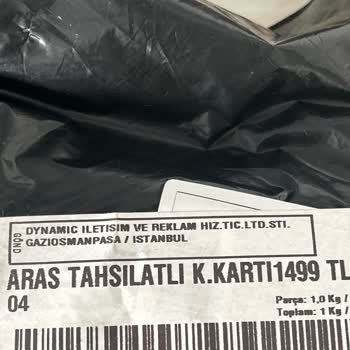 GÖND
DYNAMIC ILETISIM VE REKLAM HIZ.TIC.LTD.STI.
GAZIOSMANPASA / ISTANBUL
ARAS TAHSILATLI K.KARTI1499 TL
04
Parça: 1,0 Kg /
Toplam: 1 Kg /